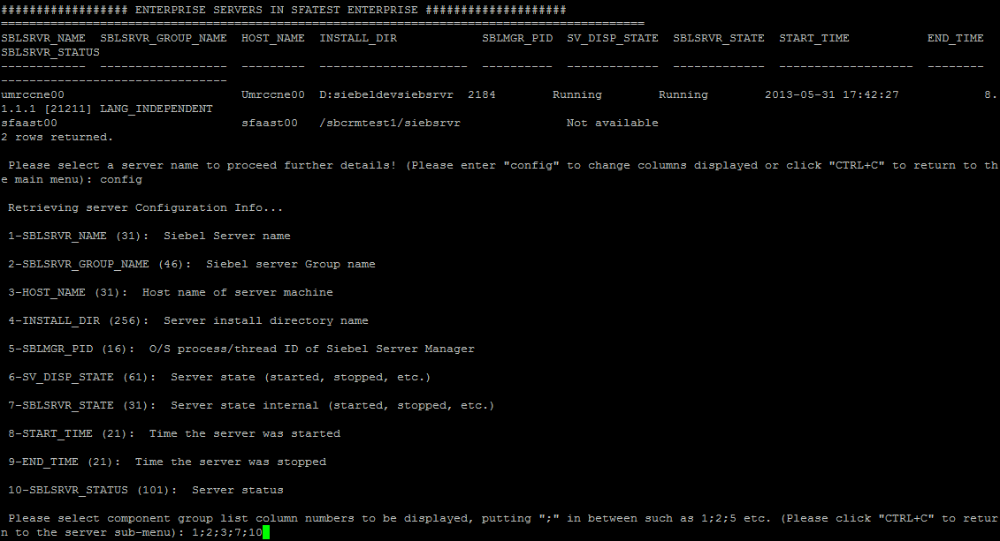 ################## ENTERPRISE SERVERS IN SFATEST ENTERPRISE ####################
===========================================================================================
SBLSRVR_NAME  SBLSRVR_GROUP_NAME  HOST_NAME  INSTALL_DIR            SBLMGR_PID  SV_DISP_STATE  SBLSRVR_STATE  START_TIME           END_TIME
SBLSRVR_STATUS
------------  ------------------  ---------  ---------------------  ----------  -------------  -------------  -------------------  --------
--------------------------------
umrccne00                         Umrccne00  D:siebeldevsiebsrvr  2184        Running        Running        2013-05-31 17:42:27            8.
1.1.1 [21211] LANG_INDEPENDENT
sfaast00                          sfaast00   /sbcrmtest1/siebsrvr               Not available
2 rows returned.
Please select a server name to proceed further details! (Please enter "config" to change columns displayed or click "CTRL+C" to return to th
e main menu): config
Retrieving server Configuration Info...
1-SBLSRVR_NAME (31):  Siebel Server name
2-SBLSRVR_GROUP_NAME (46):  Siebel server Group name
3-HOST_NAME (31):  Host name of server machine
4-INSTALL_DIR (256):  Server install directory name
5-SBLMGR_PID (16):  O/S process/thread ID of Siebel Server Manager
6-SV_DISP_STATE (61):  Server state (started, stopped, etc.)
7-SBLSRVR_STATE (31):  Server state internal (started, stopped, etc.)
8-START_TIME (21):  Time the server was started
9-END_TIME (21):  Time the server was stopped
10-SBLSRVR_STATUS (101):  Server status
Please select component group list column numbers to be displayed, putting ";" in between such as 1;2;5 etc. (Please click "CTRL+C" to retur
n to the server sub-menu): 1;2;3;7;10